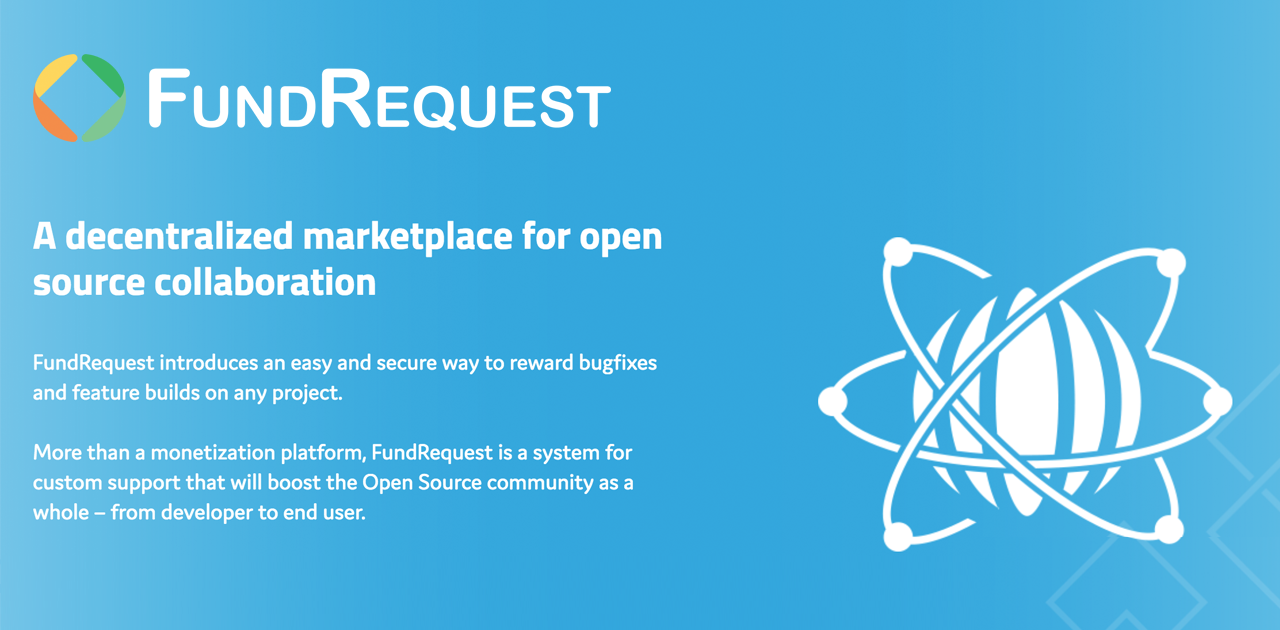 FUNDREQUEST
A decentralized marketplace for open
source collaboration
FundRequest introduces an easy and secure way to reward bugfixes
and feature builds on any project.
More than a monetization platform, FundRequest is a system for
custom support that will boost the Open Source community as a
whole – from developer to end user.